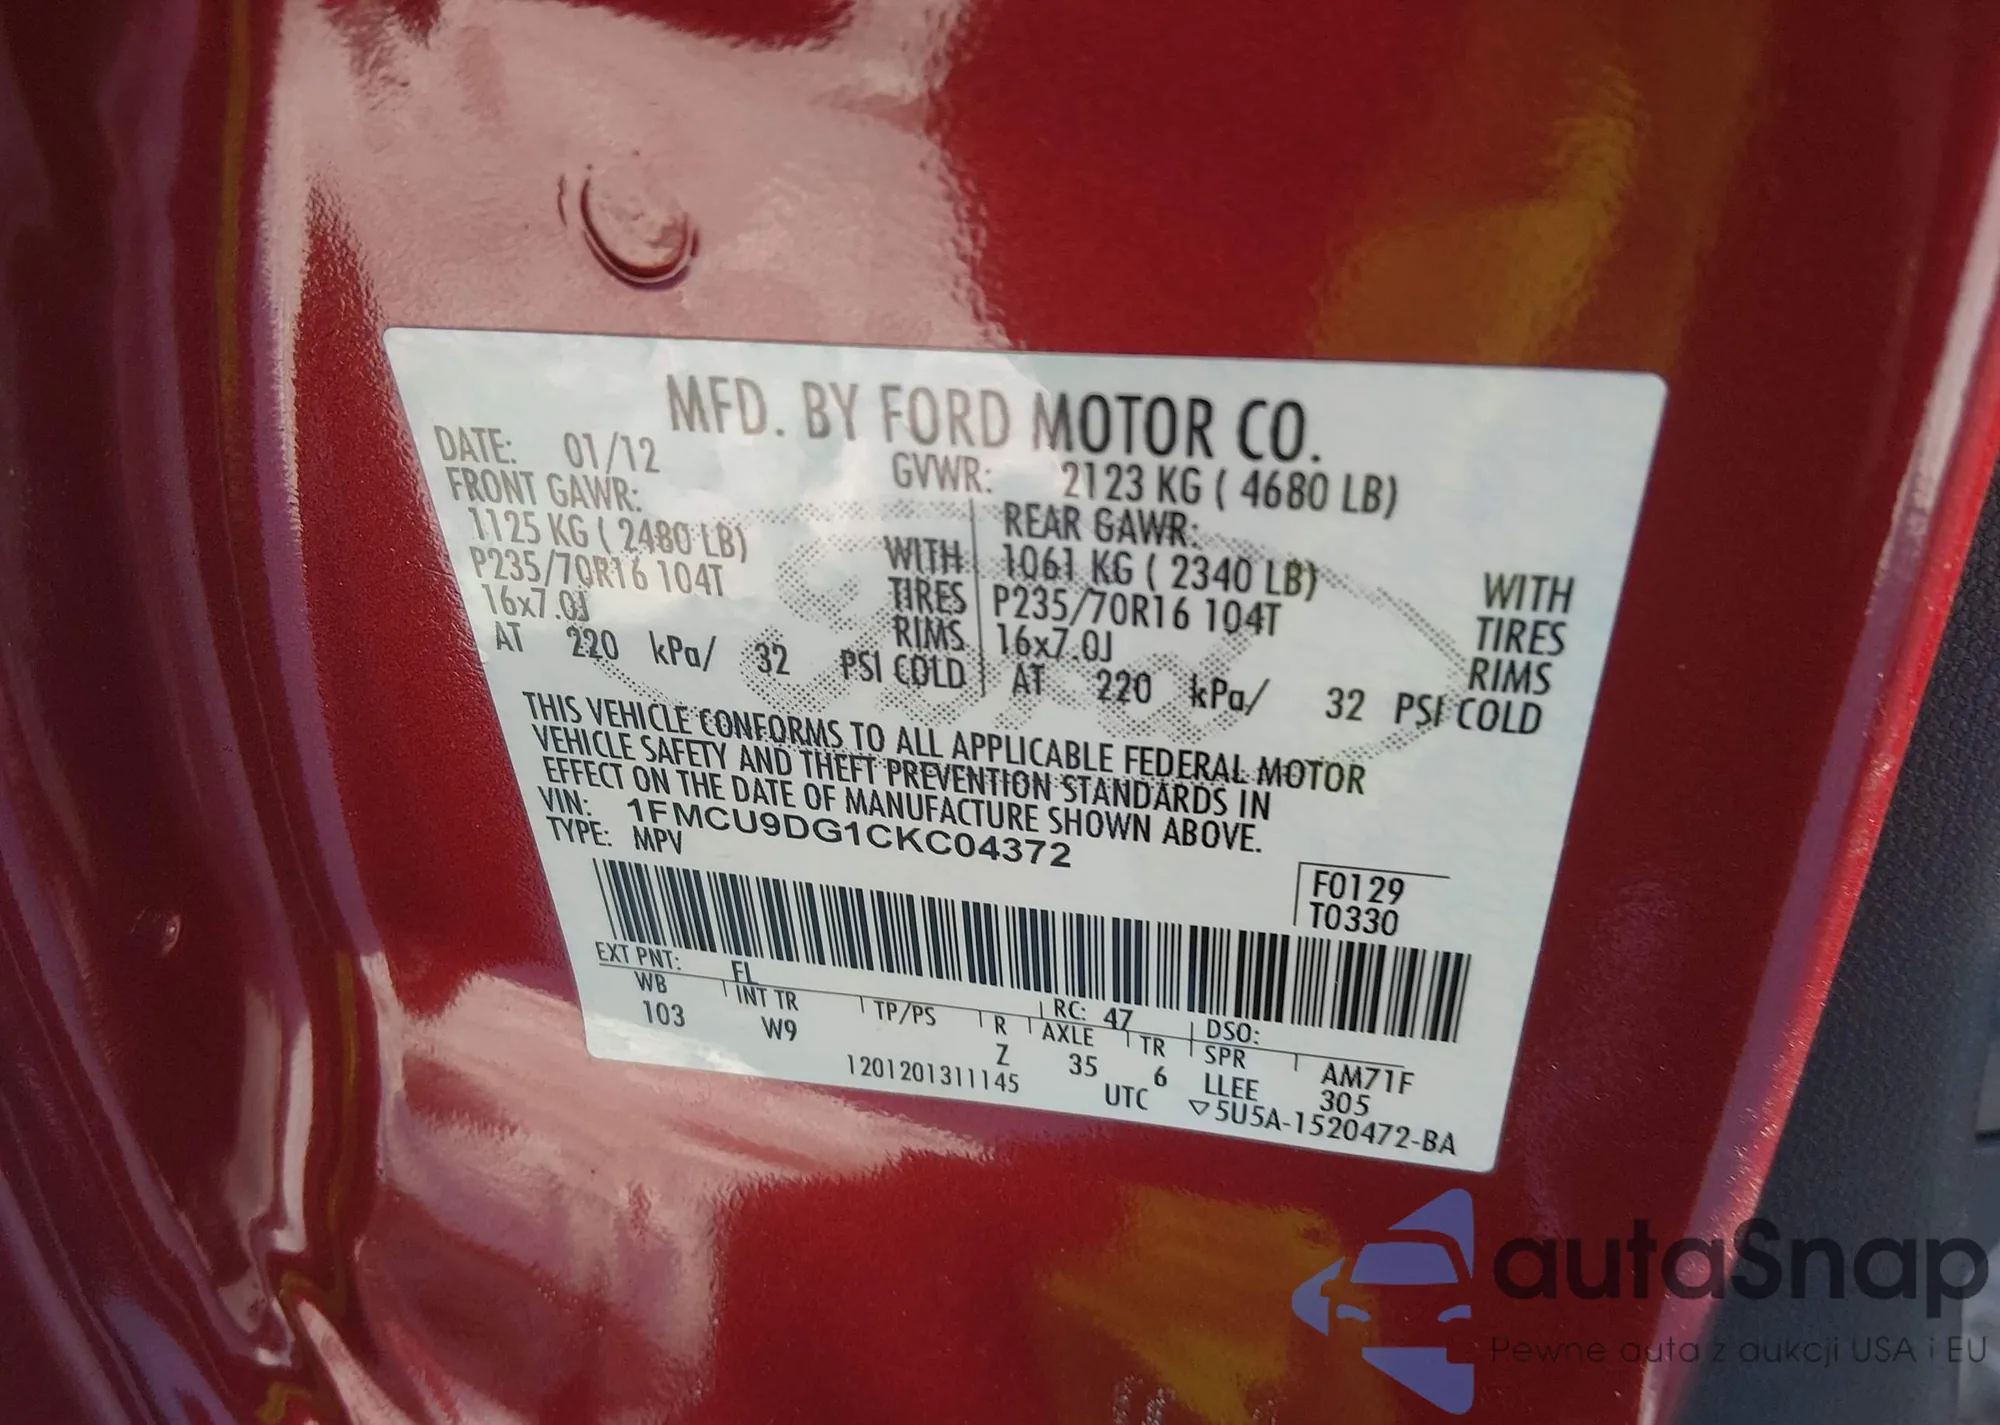 MFD. BY FORD MOTOR CO.
DATE: 01/12 GVWR: 2123 KG ( 4680 LB)
FRONT GAWR: REAR GAWR:
1125 KG ( 2480 LB) WITH 1061 KG ( 2340 LB) WITH
P235/70R16 104T TIRES P235/70R16 104T TIRES
16x7.0J RIMS 16x7.0J RIMS
AT 220 kPa/ 32 PSI COLD AT 220 kPa/ 32 PSI COLD
THIS VEHICLE CONFORMS TO ALL APPLICABLE FEDERAL MOTOR
VEHICLE SAFETY AND THEFT PREVENTION STANDARDS IN
EFFECT ON THE DATE OF MANUFACTURE SHOWN ABOVE.
VIN: 1FMCU9DG1CKC04372
TYPE: MPV
F0129
T0330
EXT PNT: FL RC: 47 DSO:
WB INT TR TP/PS R AXLE TR SPR AM71F
103 W9 Z 35 6 LLEE 305
1201201311145 UTC ▽5U5A-1520472-BA
autaSnap
Pewne auta z aukcji USA i EU